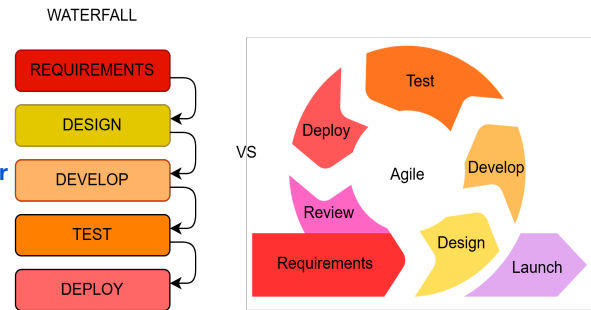 WATERFALL
REQUIREMENTS
DESIGN
r
DEVELOP
TEST
DEPLOY
VS
Test
Deploy
Agile
Develop
Review
Design
Requirements
Launch